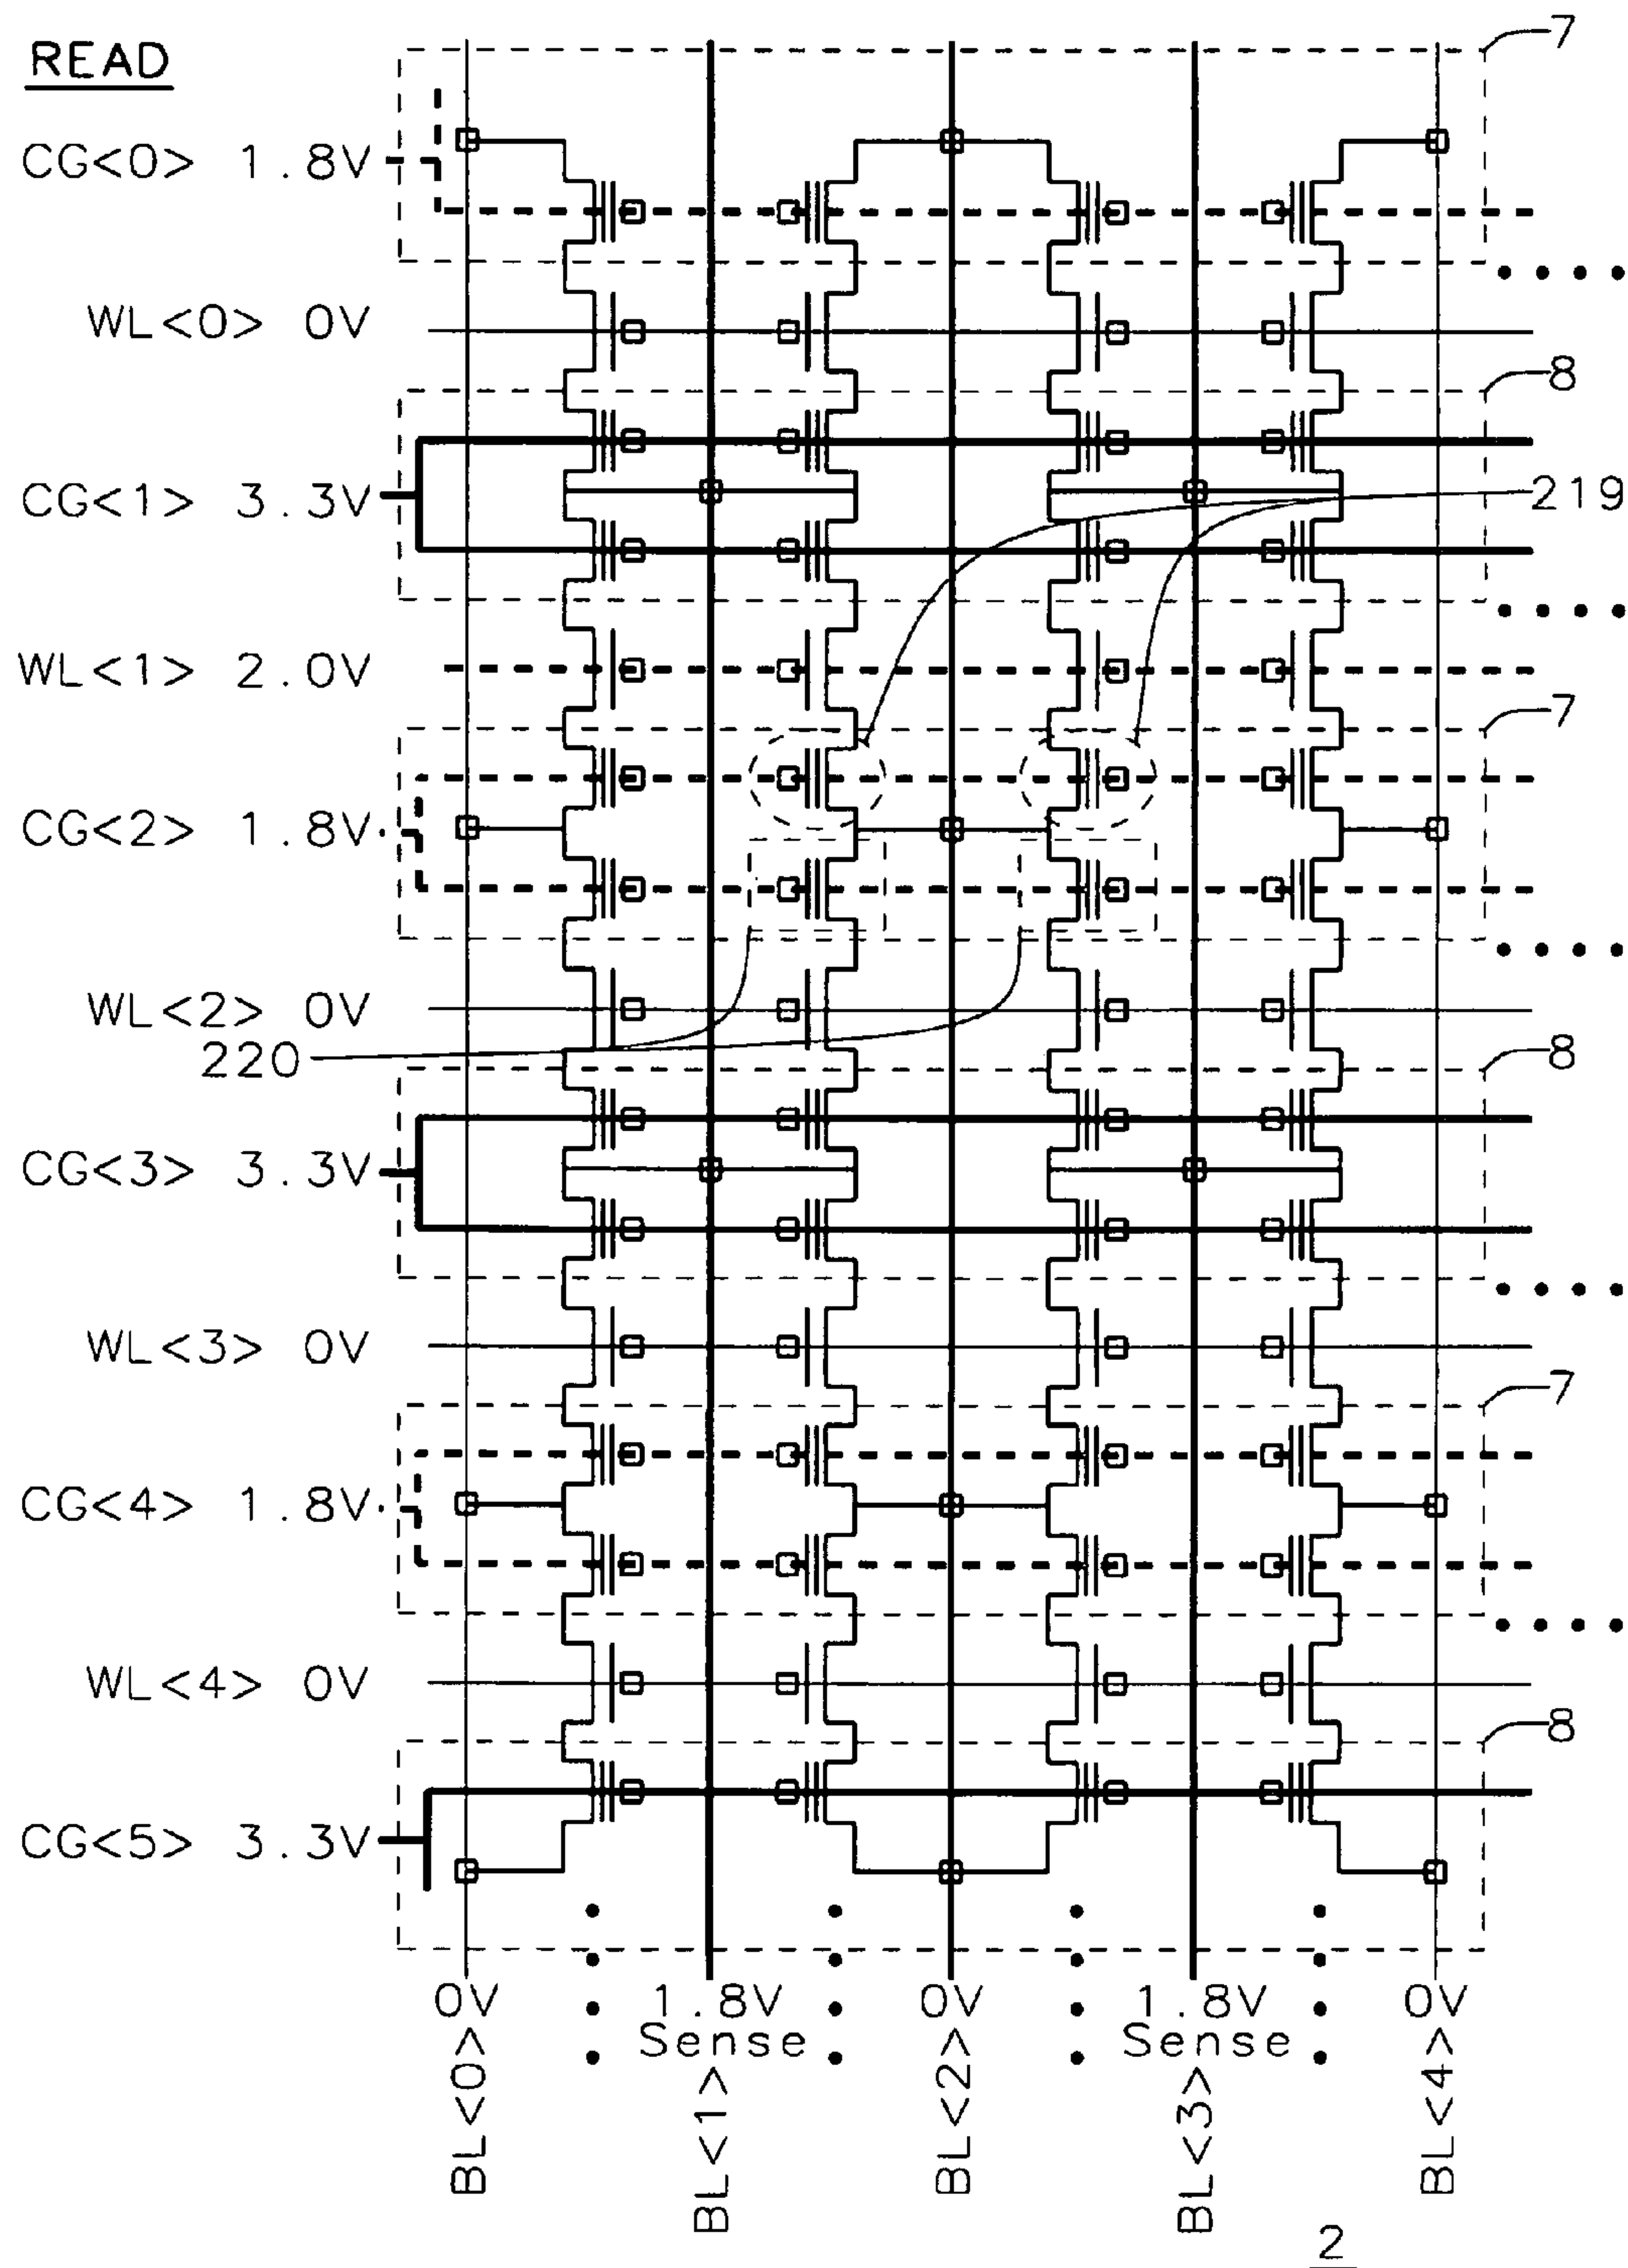 READ
7
CG<0> 1.8V
WL<0> 0V
8
CG<1> 3.3V
219
WL<1> 2.0V
7
CG<2> 1.8V
WL<2> 0V
220
8
CG<3> 3.3V
WL<3> 0V
7
CG<4> 1.8V
WL<4> 0V
8
CG<5> 3.3V
0V 1.8V 0V 1.8V 0V
Sense Sense
BL<0> BL<1> BL<2> BL<3> BL<4>
2